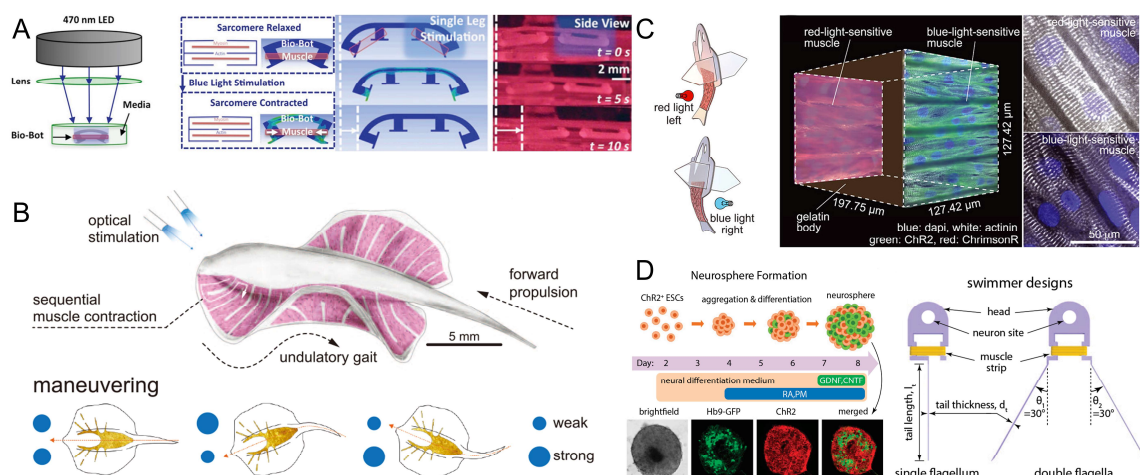 A
470 nm LED
Lens
Media
Bio-Bot
Sarcomere Relaxed
Myosin
Actin
Bio-Bot
Muscle
Blue Light Stimulation
Sarcomere Contracted
Bio-Bot
Muscle
Single Leg
Stimulation
Side View
t = 0 s
2 mm
t = 5 s
t = 10 s
B
optical
stimulation
sequential
muscle contraction
forward
propulsion
5 mm
undulatory gait
maneuvering
weak
strong
C
red light
left
blue light
right
red-light-sensitive
muscle
blue-light-sensitive
muscle
127.42 µm
197.75 µm
127.42 µm
gelatin
body
blue: dapi, white: actinin
green: ChR2, red: ChrimsonR
red-light-sensitive
muscle
blue-light-sensitive
muscle
50 µm
D
Neurosphere Formation
ChR2⁺ ESCs
aggregation & differentiation
neurosphere
Day: 2 3 4 5 6 7 8
neural differentiation medium
GDNF,CNTF
RA,PM
brightfield
Hb9-GFP
ChR2
merged
swimmer designs
head
neuron site
muscle
strip
tail length, lₜ
tail thickness, dₜ
θ₁
=30°
θ₂
=30°
single flagellum
double flagella